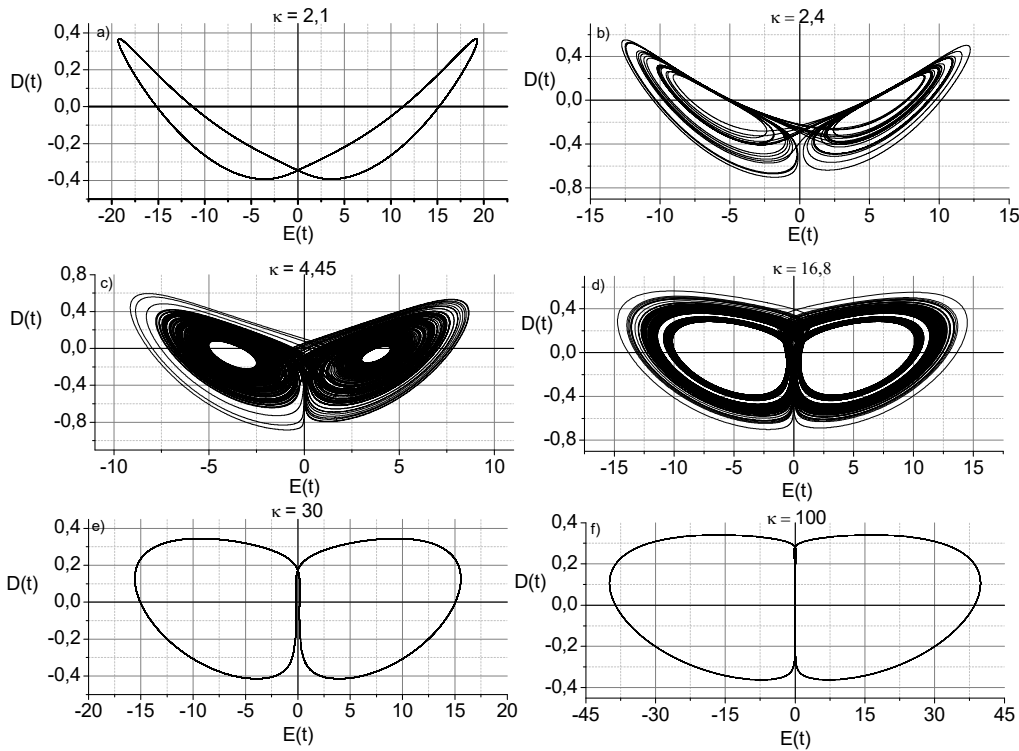 κ = 2,1
a)
D(t)
0,4
0,2
0,0
-0,2
-0,4
-20 -15 -10 -5 0 5 10 15 20
E(t)
κ = 2,4
b)
D(t)
0,4
0,0
-0,4
-0,8
-15 -10 -5 0 5 10 15
E(t)
κ = 4,45
c)
D(t)
0,8
0,4
0,0
-0,4
-0,8
-10 -5 0 5 10
E(t)
κ = 16,8
d)
D(t)
0,4
0,0
-0,4
-0,8
-15 -10 -5 0 5 10 15
E(t)
κ = 30
e)
D(t)
0,4
0,2
0,0
-0,2
-0,4
-20 -15 -10 -5 0 5 10 15 20
E(t)
κ = 100
f)
D(t)
0,4
0,2
0,0
-0,2
-0,4
-45 -30 -15 0 15 30 45
E(t)